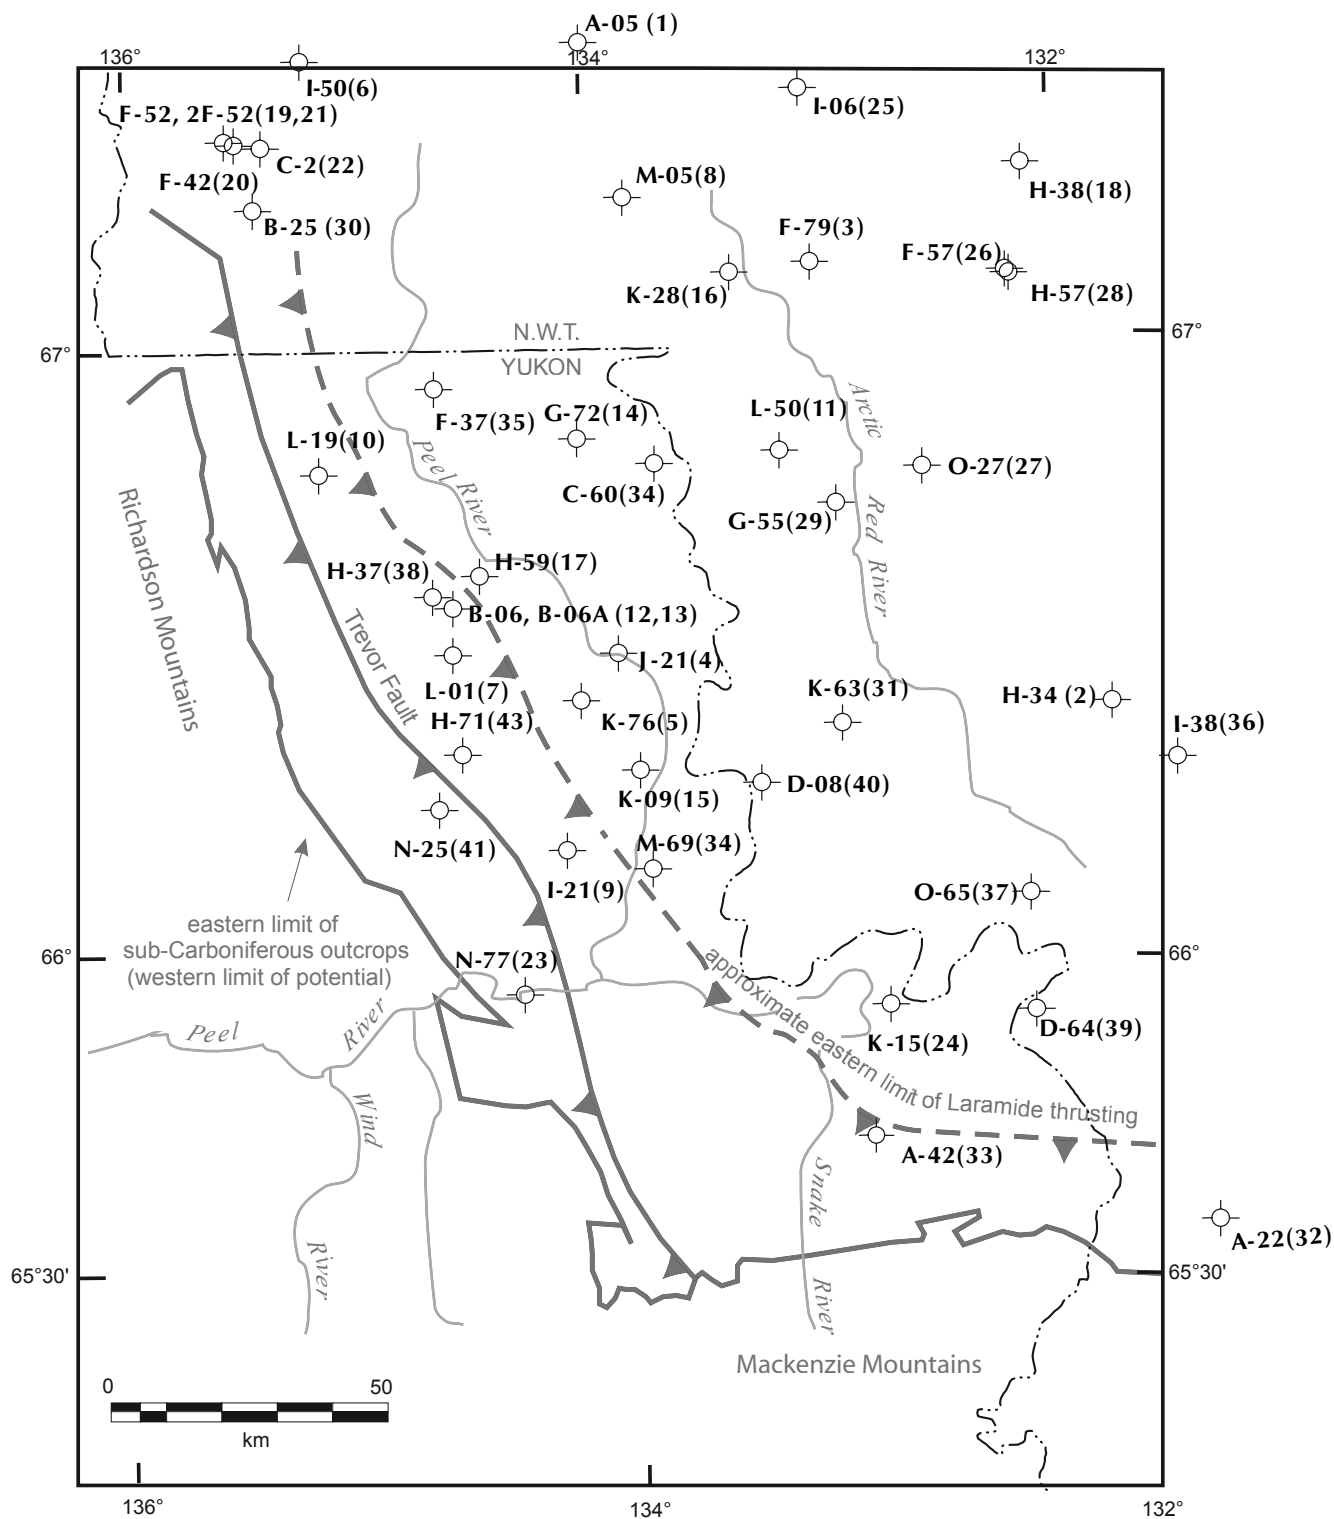 A-05 (1)
136°
134°
132°
I-50(6)
I-06(25)
F-52, 2F-52(19,21)
C-2(22)
F-42(20)
M-05(8)
H-38(18)
B-25 (30)
F-79(3)
F-57(26)
K-28(16)
H-57(28)
N.W.T.
67°
67°
YUKON
F-37(35)
G-72(14)
L-50(11)
Arctic
L-19(10)
Peel
River
C-60(34)
O-27(27)
G-55(29)
Red
River
Richardson Mountains
H-59(17)
H-37(38)
B-06, B-06A (12,13)
Trevor Fault
J-21(4)
L-01(7)
K-63(31)
H-34 (2)
H-71(43)
K-76(5)
I-38(36)
K-09(15)
D-08(40)
N-25(41)
M-69(34)
I-21(9)
O-65(37)
eastern limit of
sub-Carboniferous outcrops
(western limit of potential)
N-77(23)
66°
66°
approximate eastern limit of Laramide thrusting
Peel
River
K-15(24)
D-64(39)
Wind
River
A-42(33)
Snake
River
A-22(32)
65°30'
65°30'
Mackenzie Mountains
0
50
km
136°
134°
132°